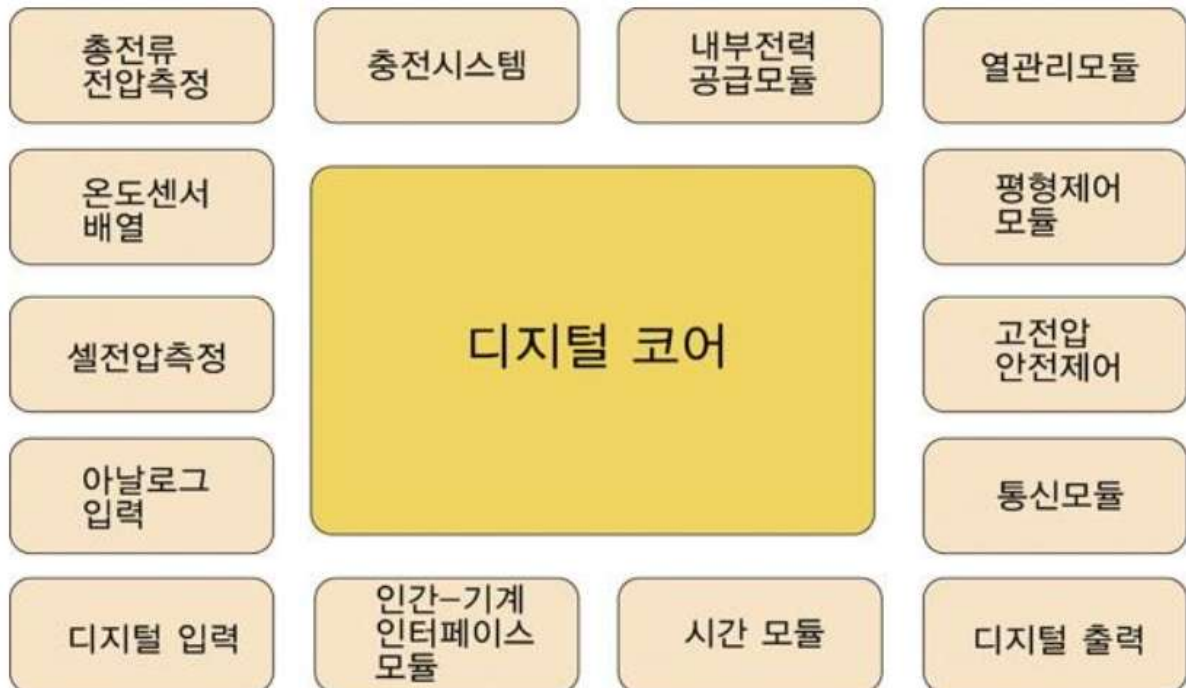 총전류
전압측정
충전시스템
내부전력
공급모듈
열관리모듈
온도센서
배열
평형제어
모듈
디지털 코어
셀전압측정
고전압
안전제어
아날로그
입력
통신모듈
디지털 입력
인간-기계
인터페이스
모듈
시간 모듈
디지털 출력